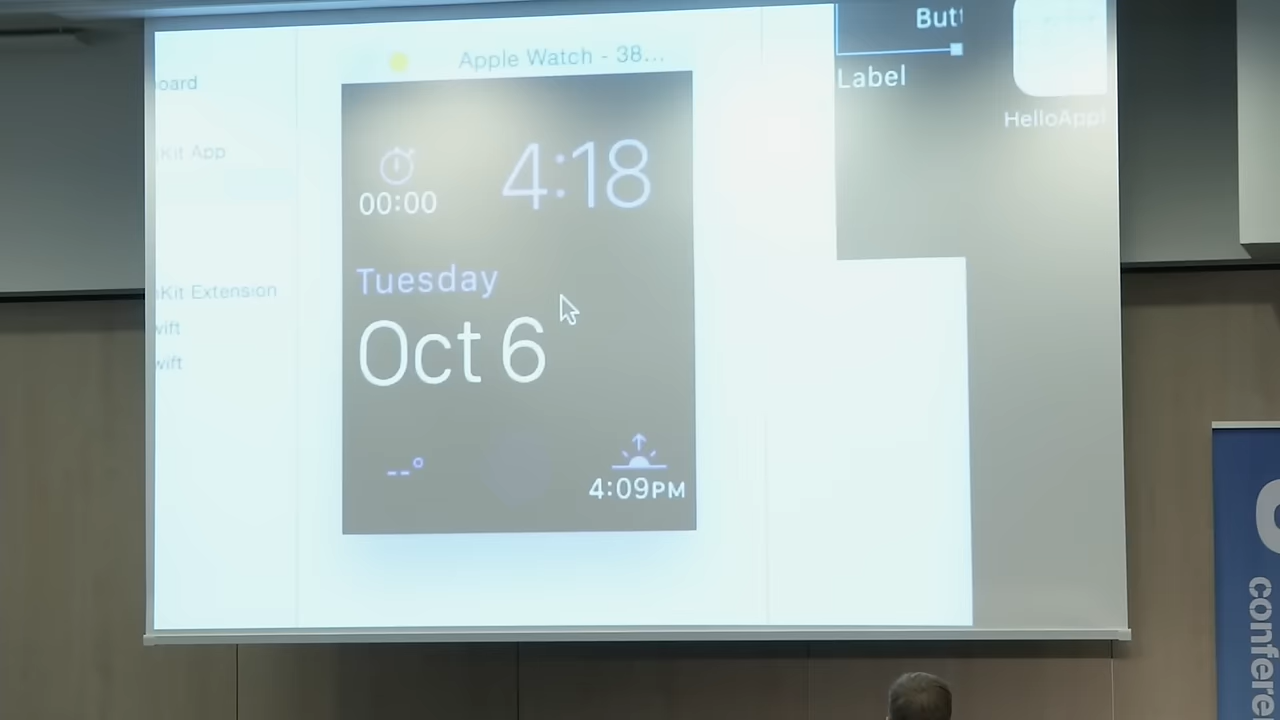 oard
Kit App
Kit Extension
wift
wift
Apple Watch - 38...
00:00
4:18
Tuesday
Oct 6
--°
4:09PM
Butt
Label
HelloApp
confere